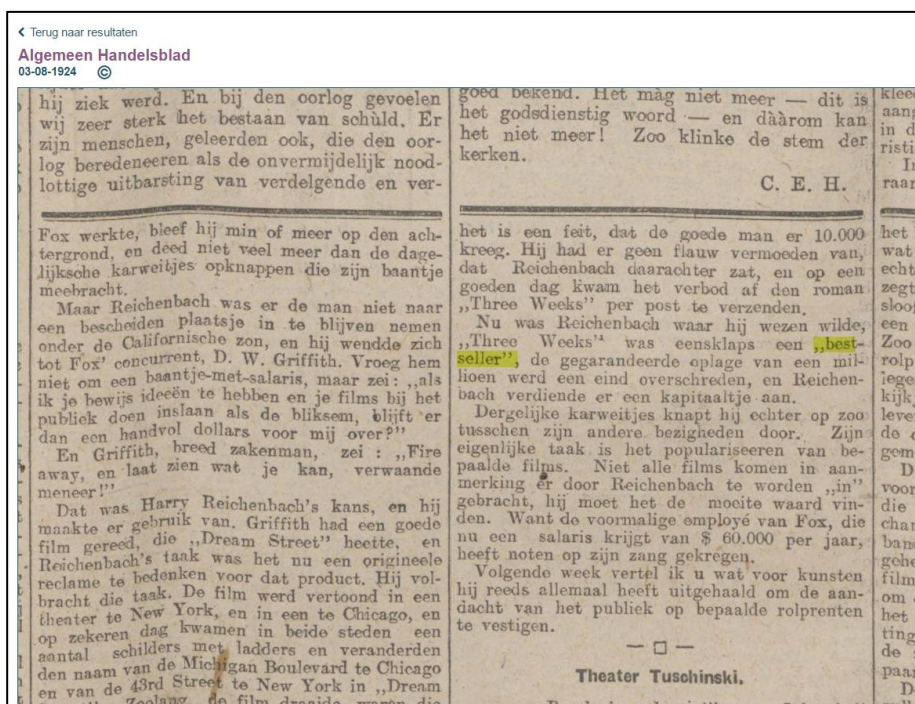 Terug naar resultaten
Algemeen Handelsblad
03-08-1924 ©
hij ziek werd. En bij den oorlog gevoelen
wij zeer sterk het bestaan van schuld. Er
zijn menschen, geleerden ook, die den oor-
log beredeneeren als de onvermijdelijk nood-
lottige uitbarsting van verdelgende en ver-
Fox werkte, bleef hij min of meer op den ach-
tergrond, en deed niet veel meer dan de dage-
lijksche karweitjes opknappen die zijn baantje
meebracht.
Maar Reichenbach was er de man niet naar
een bescheiden plaatsje in te blijven nemen
onder de Californische zon, en hij wendde zich
tot Fox' concurrent, D. W. Griffith. Vroeg hem
niet om een baantje-met-salaris, maar zei: „als
ik je bewijs ideeën te hebben en je films bij het
publiek doen inslaan als de bliksem, blijft er
dan een handvol dollars voor mij over?”
En Griffith, breed zakenman, zei: „Fire
away, en laat zien wat je kan, verwaande
meneer!”
Dat was Harry Reichenbach's kans, en hij
maakte er gebruik van. Griffith had een goede
film gereed, die „Dream Street” heette, en
Reichenbach's taak was het nu een origineele
reclame te bedenken voor dat product. Hij vol-
bracht die taak. De film werd vertoond in een
theater te New York, en in een te Chicago, en
op zekeren dag kwamen in beide steden een
aantal schilders met ladders en veranderden
den naam van de Michigan Boulevard te Chicago
en van de 43rd Street te New York in „Dream
Zoolang de film draaide, waren die
goed bekend. Het màg niet meer — dit is
het godsdienstig woord — en dààrom kan
het niet meer! Zoo klinke de stem der
kerken.
C. E. H.
het is een feit, dat de goede man er 10.000
kreeg. Hij had er geen flauw vermoeden van,
dat Reichenbach daarachter zat, en op een
goeden dag kwam het verbod af den roman
„Three Weeks” per post te verzenden.
Nu was Reichenbach waar hij wezen wilde,
„Three Weeks” was eensklaps een „best-
seller”, de gegarandeerde oplage van een mil-
lioen werd een eind overschreden, en Reichen-
bach verdiende er een kapitaaltje aan.
Dergelijke karweitjes knapt hij echter op zoo
tusschen zijn andere bezigheden door. Zijn
eigenlijke taak is het populariseeren van be-
paalde films. Niet alle films komen in aan-
merking er door Reichenbach te worden „in”
gebracht, hij moet het de moeite waard vin-
den. Want de voormalige employé van Fox, die
nu een salaris krijgt van $ 60.000 per jaar,
heeft noten op zijn zang gekregen.
Volgende week vertel ik u wat voor kunsten
hij reeds allemaal heeft uitgehaald om de aan-
dacht van het publiek op bepaalde rolprenten
te vestigen.
Theater Tuschinski.